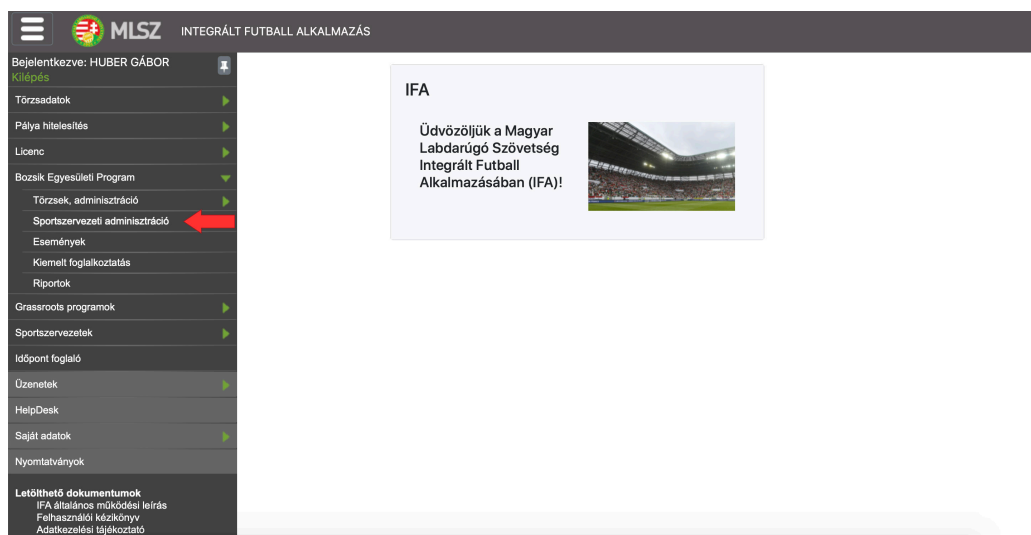 MLSZ INTEGRÁLT FUTBALL ALKALMAZÁS
Bejelentkezve: HUBER GÁBOR
Kilépés
Törzsadatok
Pálya hitelesítés
Licenc
Bozsik Egyesületi Program
Törzsek, adminisztráció
Sportszervezeti adminisztráció
Események
Kiemelt foglalkoztatás
Riportok
Grassroots programok
Sportszervezetek
Időpont foglaló
Üzenetek
HelpDesk
Saját adatok
Nyomtatványok
Letölthető dokumentumok
IFA általános működési leírás
Felhasználói kézikönyv
Adatkezelési tájékoztató
IFA
Üdvözöljük a Magyar
Labdarúgó Szövetség
Integrált Futball
Alkalmazásában (IFA)!